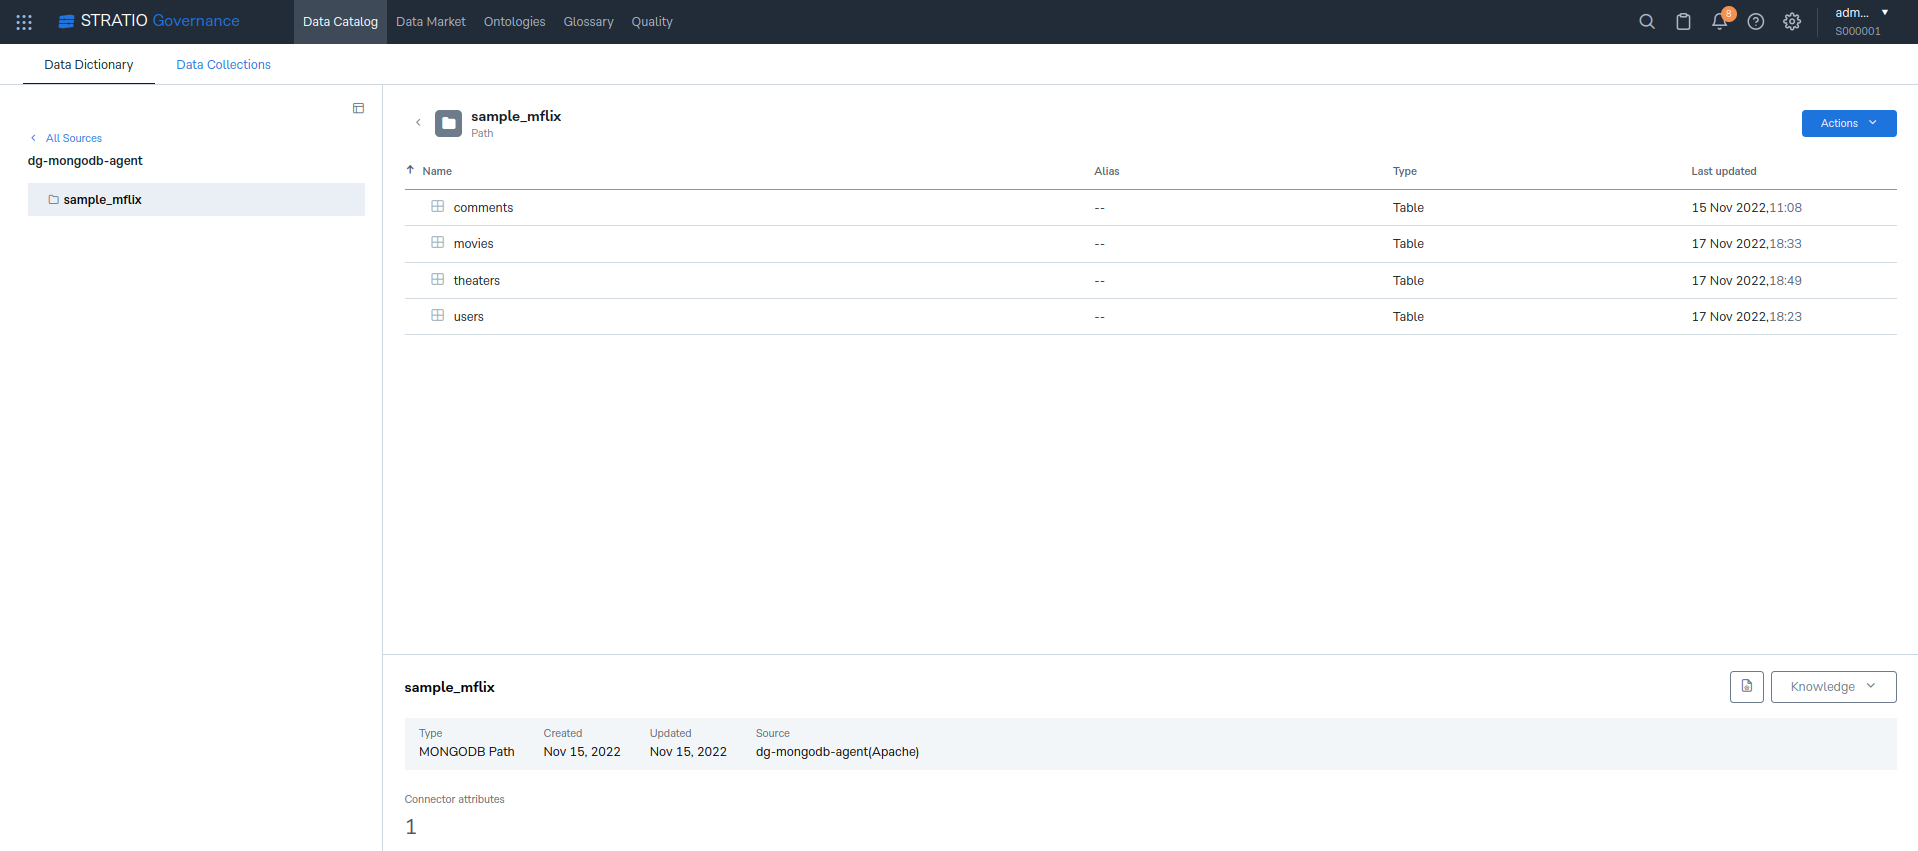 STRATIO Governance
Data Catalog Data Market Ontologies Glossary Quality
8
adm...
S000001
Data Dictionary Data Collections
All Sources
dg-mongodb-agent
sample_mflix
sample_mflix
Path
Actions
Name Alias Type Last updated
comments -- Table 15 Nov 2022,11:08
movies -- Table 17 Nov 2022,18:33
theaters -- Table 17 Nov 2022,18:49
users -- Table 17 Nov 2022,18:23
sample_mflix
Knowledge
Type Created Updated Source
MONGODB Path Nov 15, 2022 Nov 15, 2022 dg-mongodb-agent(Apache)
Connector attributes
1